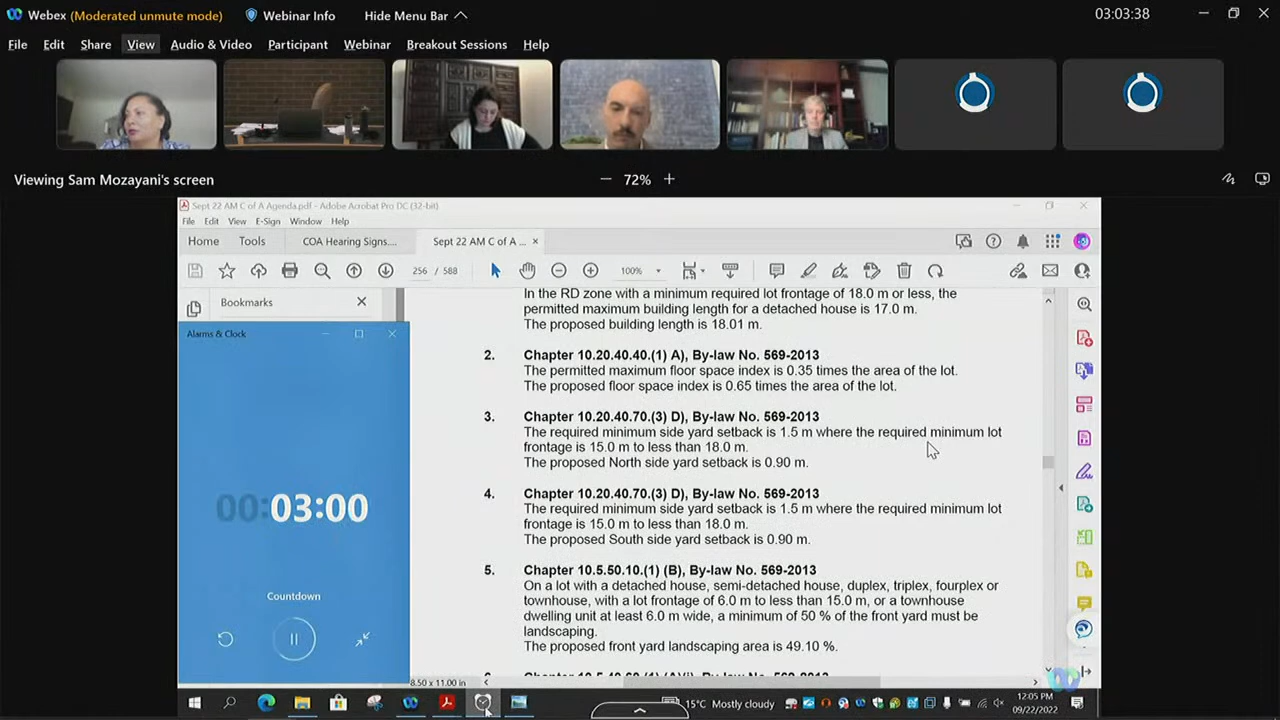 Webex (Moderated unmute mode) Webinar Info Hide Menu Bar 03:03:38
File Edit Share View Audio & Video Participant Webinar Breakout Sessions Help
Viewing Sam Mozayani's screen 72%
Sept 22 AM C of A Agenda.pdf - Adobe Acrobat Pro DC (32-bit)
File Edit View E-Sign Window Help
Home Tools COA Hearing Signs.... Sept 22 AM C of A ...
256 / 588 100%
Bookmarks
Alarms & Clock
00:03:00
Countdown
In the RD zone with a minimum required lot frontage of 18.0 m or less, the
permitted maximum building length for a detached house is 17.0 m.
The proposed building length is 18.01 m.
2. Chapter 10.20.40.40.(1) A), By-law No. 569-2013
The permitted maximum floor space index is 0.35 times the area of the lot.
The proposed floor space index is 0.65 times the area of the lot.
3. Chapter 10.20.40.70.(3) D), By-law No. 569-2013
The required minimum side yard setback is 1.5 m where the required minimum lot
frontage is 15.0 m to less than 18.0 m.
The proposed North side yard setback is 0.90 m.
4. Chapter 10.20.40.70.(3) D), By-law No. 569-2013
The required minimum side yard setback is 1.5 m where the required minimum lot
frontage is 15.0 m to less than 18.0 m.
The proposed South side yard setback is 0.90 m.
5. Chapter 10.5.50.10.(1) (B), By-law No. 569-2013
On a lot with a detached house, semi-detached house, duplex, triplex, fourplex or
townhouse, with a lot frontage of 6.0 m to less than 15.0 m, or a townhouse
dwelling unit at least 6.0 m wide, a minimum of 50 % of the front yard must be
landscaping.
The proposed front yard landscaping area is 49.10 %.
8.50 x 11.00 in
15°C Mostly cloudy 12:05 PM
09/22/2022